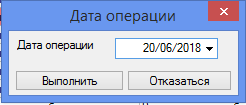 Дата операции
Дата операции 20/06/2018
Выполнить Отказаться